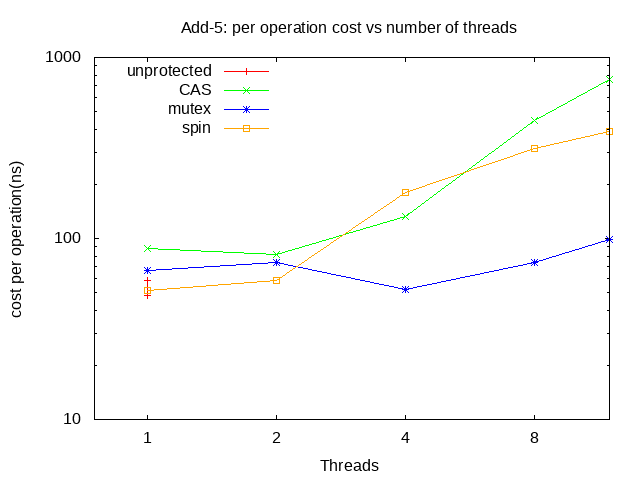 Add-5: per operation cost vs number of threads
1000
unprotected
CAS
mutex
spin
cost per operation(ns)
100
10
1 2 4 8
Threads